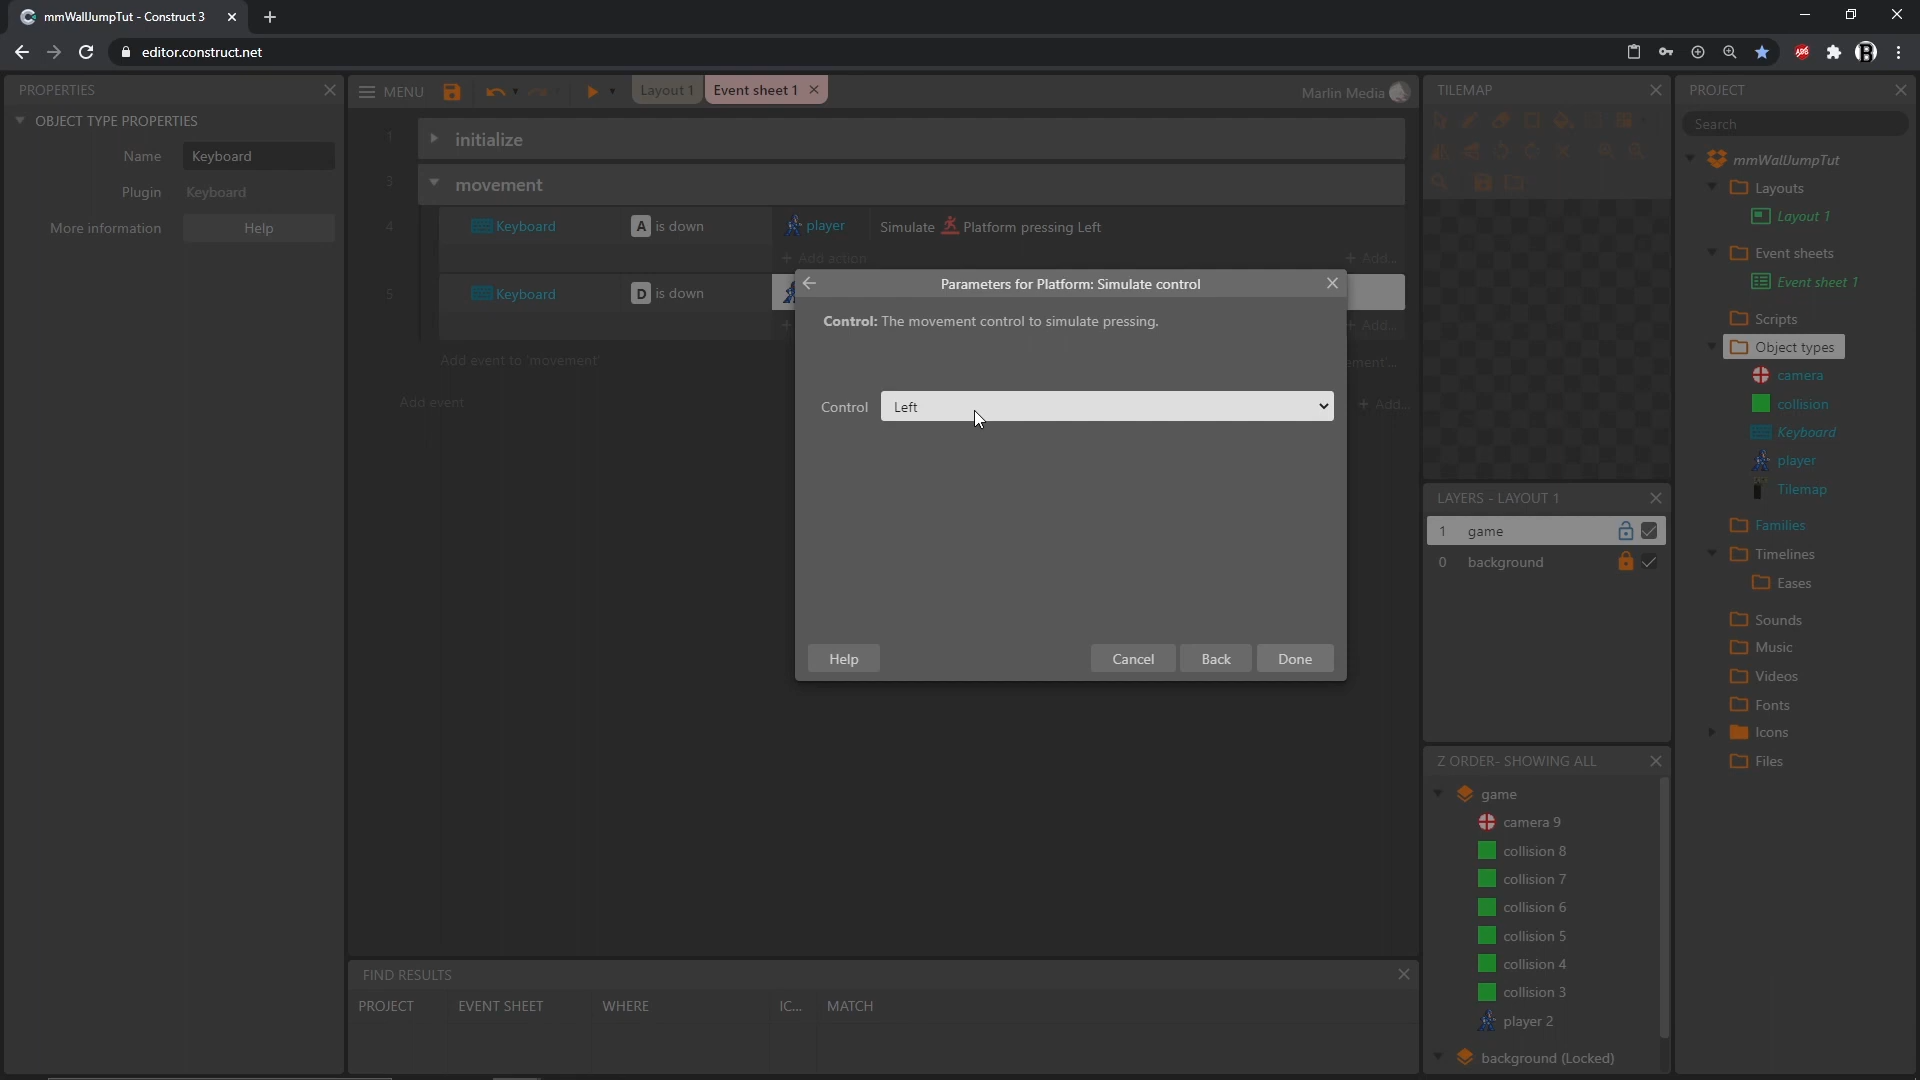 mmWallJumpTut - Construct 3
editor.construct.net
PROPERTIES
OBJECT TYPE PROPERTIES
Name Keyboard
Plugin Keyboard
More information Help
MENU
Layout 1
Event sheet 1
Marlin Media
1 initialize
3 movement
4 Keyboard A is down player Simulate Platform pressing Left
+ Add action + Add...
5 Keyboard D is down
+ Add...
Add event to 'movement'
Add event
+ Add...
Parameters for Platform: Simulate control
Control: The movement control to simulate pressing.
Control Left
Help Cancel Back Done
FIND RESULTS
PROJECT EVENT SHEET WHERE IC... MATCH
TILEMAP
LAYERS - LAYOUT 1
1 game
0 background
Z ORDER- SHOWING ALL
game
camera 9
collision 8
collision 7
collision 6
collision 5
collision 4
collision 3
player 2
background (Locked)
PROJECT
Search
mmWallJumpTut
Layouts
Layout 1
Event sheets
Event sheet 1
Scripts
Object types
camera
collision
Keyboard
player
Tilemap
Families
Timelines
Eases
Sounds
Music
Videos
Fonts
Icons
Files